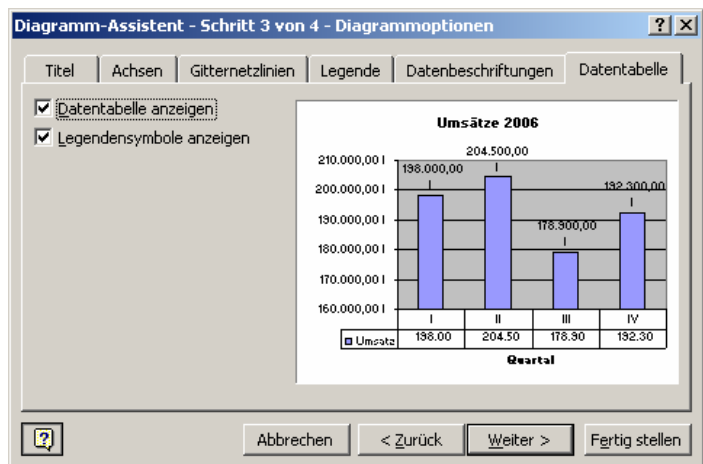 Diagramm-Assistent - Schritt 3 von 4 - Diagrammoptionen
Titel Achsen Gitternetzlinien Legende Datenbeschriftungen Datentabelle
Datentabelle anzeigen
Legendensymbole anzeigen
Umsätze 2006
204.500,00
210.000,00 I
198.000,00 I
I
200.000,00 I
192.300,00
I
190.000,00 I
178.900,00
I
180.000,00 I
170.000,00 I
160.000,00 I
I II III IV
Umsatz 198.00 204.50 178.90 192.30
Quartal
Abbrechen < Zurück Weiter > Fertig stellen